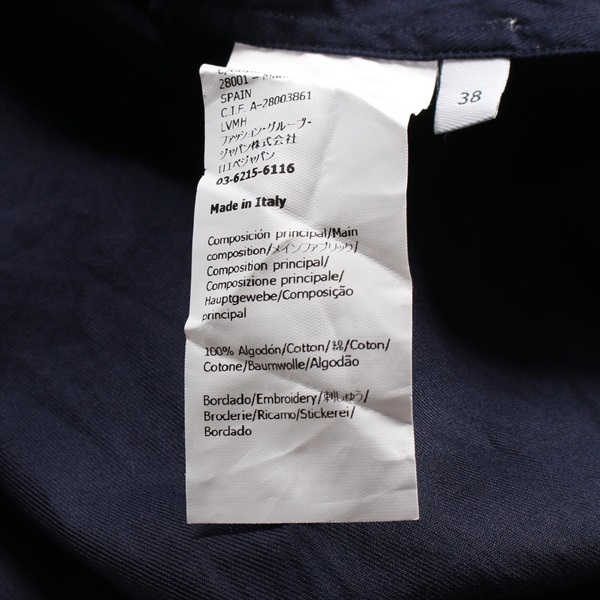 28001 –
SPAIN
C.I.F. A-28003861
LVMH
ファッション・グループ・
ジャパン株式会社
ロエベジャパン
03-6215-6116
Made in Italy
Composición principal/Main
composition/メインファブリック/
Composition principal/
Composizione principale/
Hauptgewebe/Composição
principal
100% Algodón/Cotton/綿/Coton/
Cotone/Baumwolle/Algodão
Bordado/Embroidery/刺しゅう/
Broderie/Ricamo/Stickerei/
Bordado
38